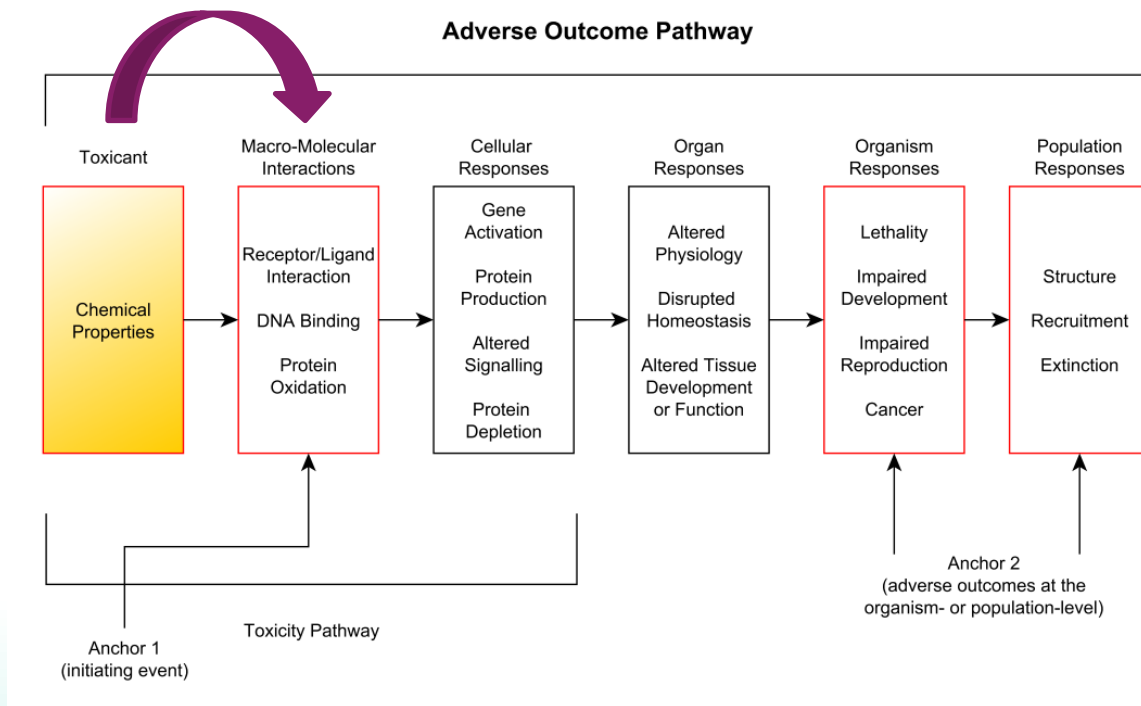 Adverse Outcome Pathway
Toxicant
Macro-Molecular
Interactions
Cellular
Responses
Organ
Responses
Organism
Responses
Population
Responses
Chemical
Properties
Receptor/Ligand
Interaction
DNA Binding
Protein
Oxidation
Gene
Activation
Protein
Production
Altered
Signalling
Protein
Depletion
Altered
Physiology
Disrupted
Homeostasis
Altered Tissue
Development
or Function
Lethality
Impaired
Development
Impaired
Reproduction
Cancer
Structure
Recruitment
Extinction
Anchor 1
(initiating event)
Toxicity Pathway
Anchor 2
(adverse outcomes at the
organism- or population-level)